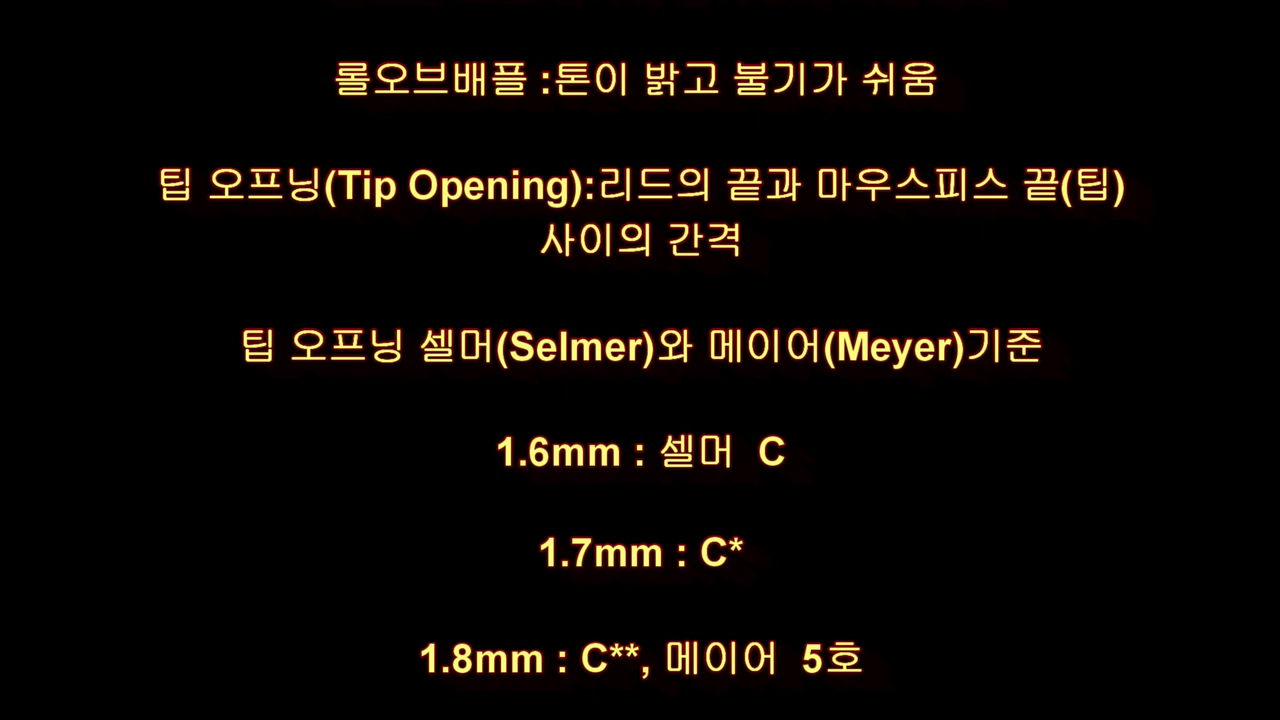 롤오브배플 :톤이 밝고 불기가 쉬움
팁 오프닝(Tip Opening):리드의 끝과 마우스피스 끝(팁)
사이의 간격
팁 오프닝 셀머(Selmer)와 메이어(Meyer)기준
1.6mm : 셀머 C
1.7mm : C*
1.8mm : C**, 메이어 5호